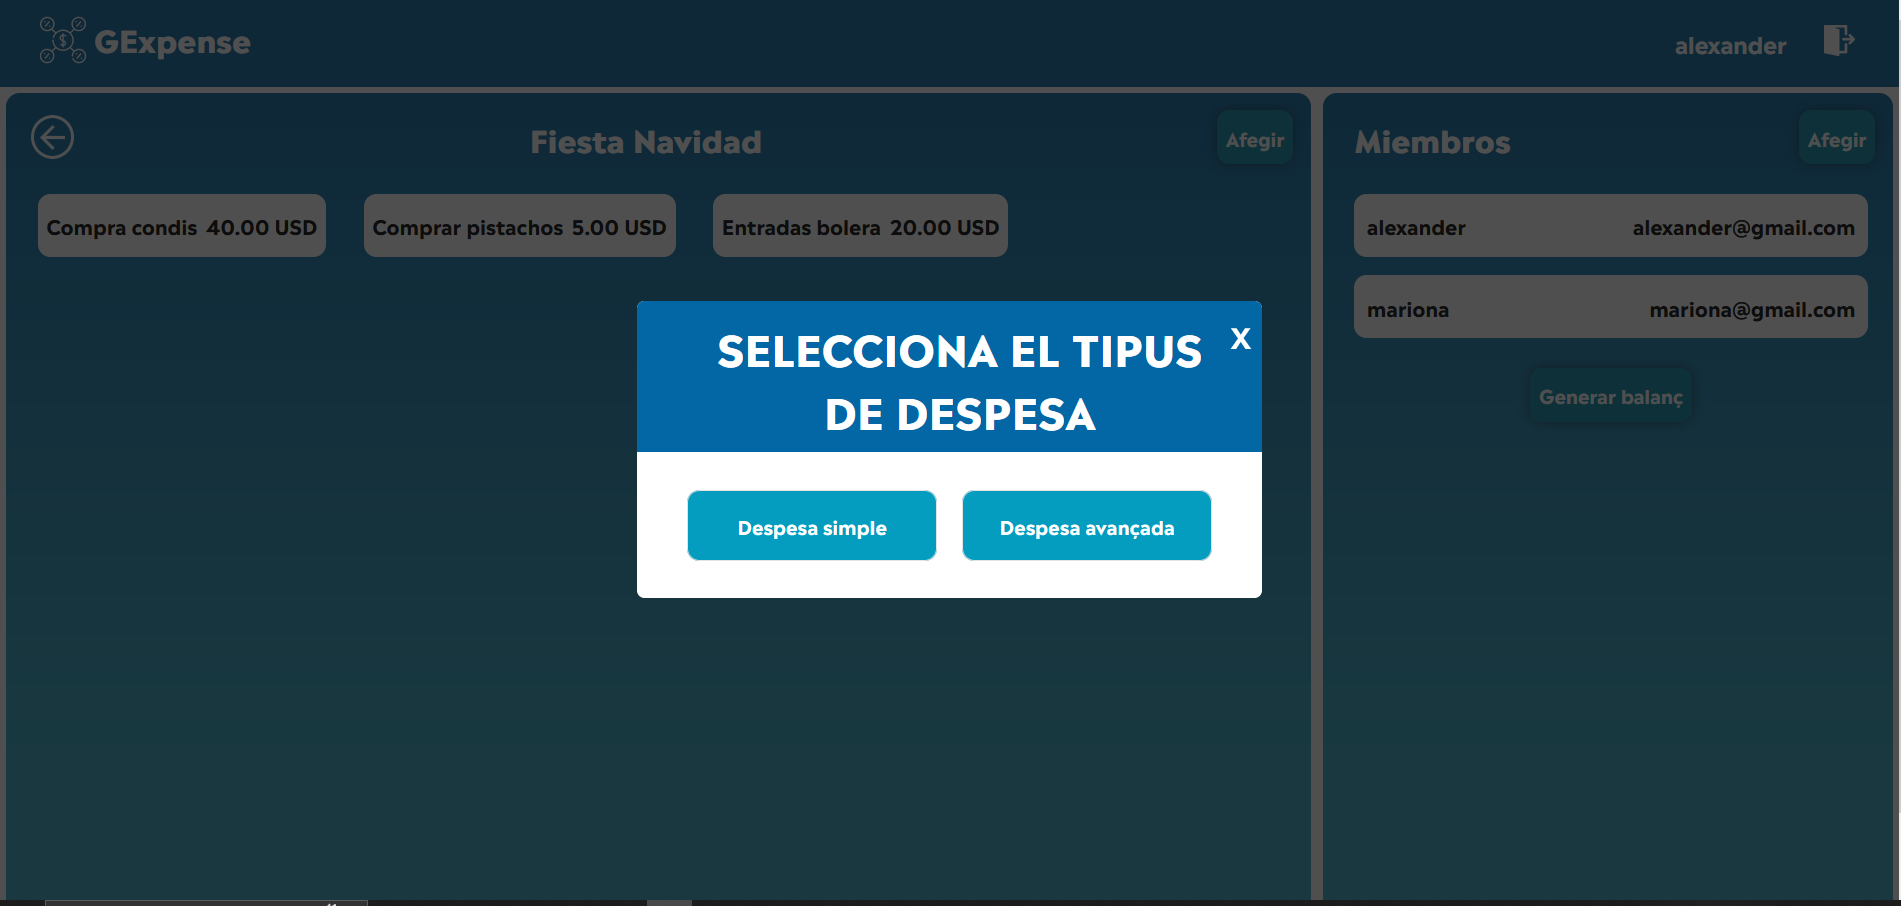 GExpense
alexander
Fiesta Navidad
Afegir
Compra condis 40.00 USD
Comprar pistachos 5.00 USD
Entradas bolera 20.00 USD
Miembros
Afegir
alexander alexander@gmail.com
mariona mariona@gmail.com
Generar balanç
SELECCIONA EL TIPUS
DE DESPESA
X
Despesa simple
Despesa avançada